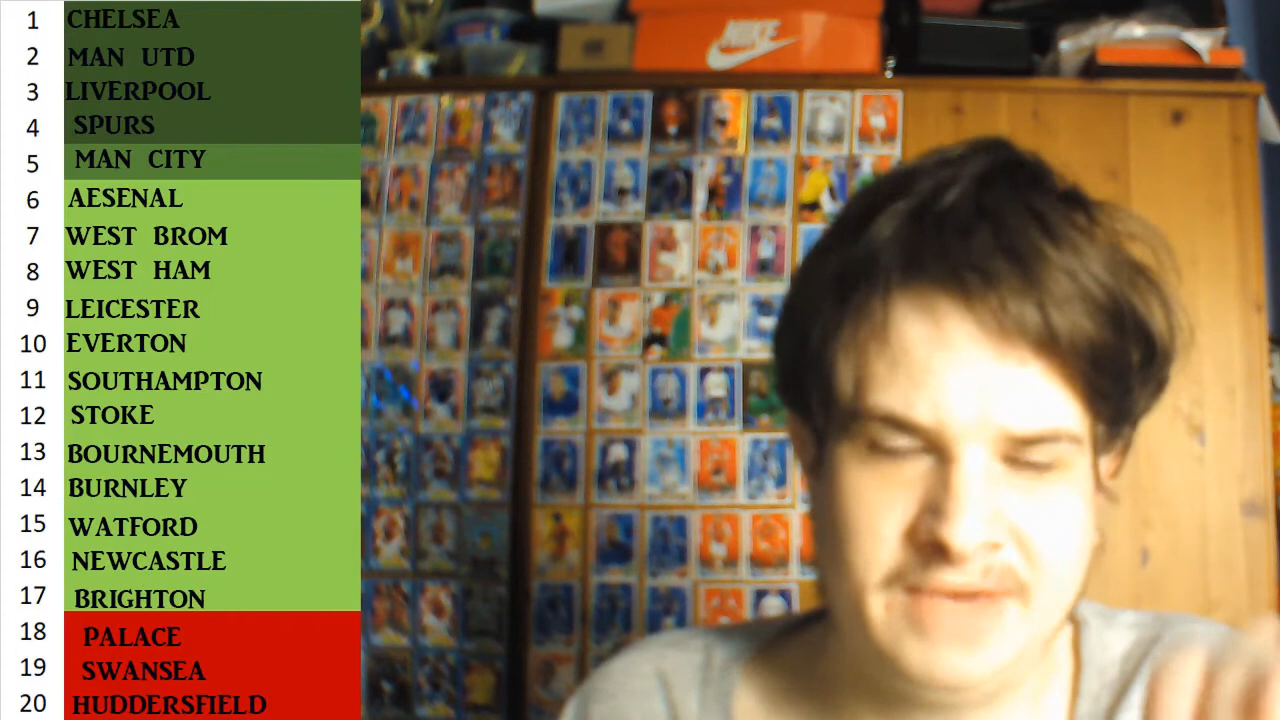 1 CHELSEA
2 MAN UTD
3 LIVERPOOL
4 SPURS
5 MAN CITY
6 AESENAL
7 WEST BROM
8 WEST HAM
9 LEICESTER
10 EVERTON
11 SOUTHAMPTON
12 STOKE
13 BOURNEMOUTH
14 BURNLEY
15 WATFORD
16 NEWCASTLE
17 BRIGHTON
18 PALACE
19 SWANSEA
20 HUDDERSFIELD
NIKE